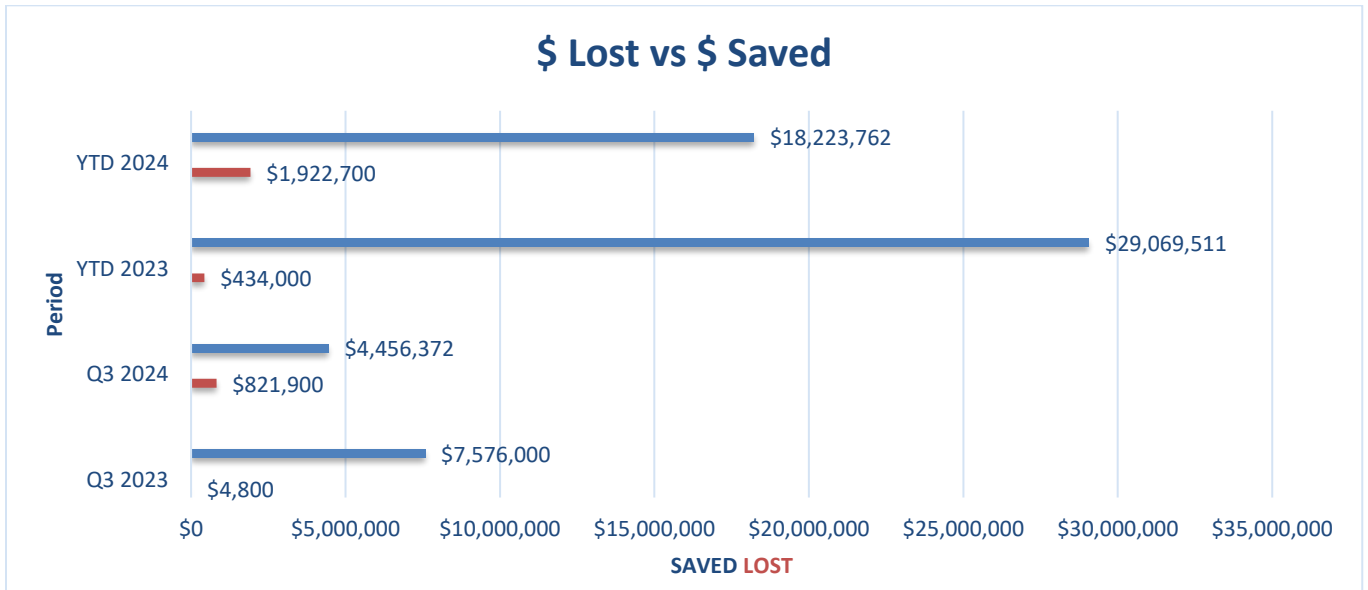 $ Lost vs $ Saved
$18,223,762
YTD 2024
$1,922,700
$29,069,511
YTD 2023
$434,000
Period
$4,456,372
Q3 2024
$821,900
$7,576,000
Q3 2023
$4,800
$0 $5,000,000 $10,000,000 $15,000,000 $20,000,000 $25,000,000 $30,000,000 $35,000,000
SAVED LOST